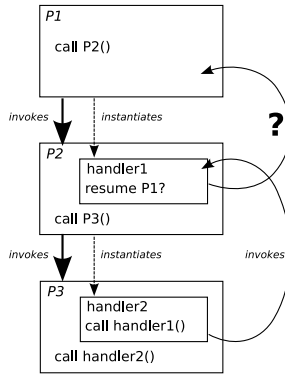 P1
call P2()
invokes
instantiates
?
P2
handler1
resume P1?
call P3()
invokes
instantiates
invokes
P3
handler2
call handler1()
call handler2()